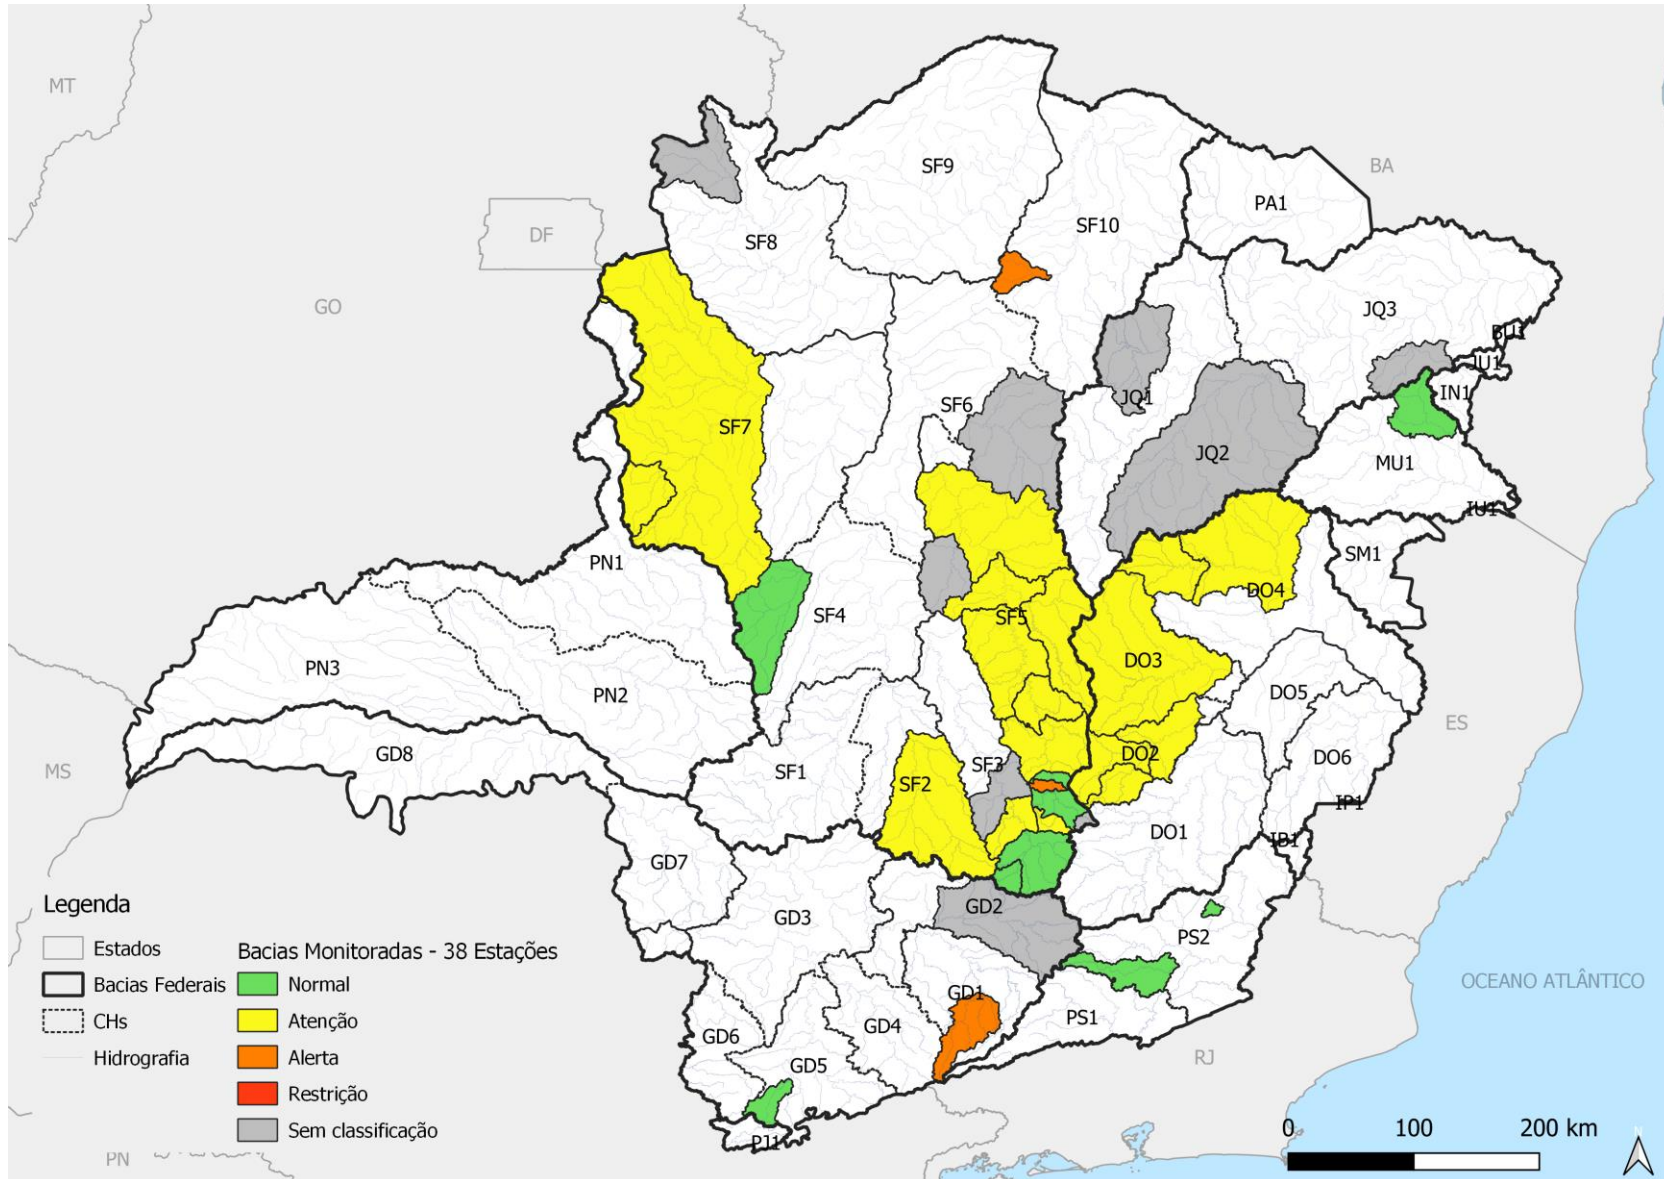 MT
SF9
BA
PA1
SF10
DF
SF8
GO
JQ3
BU1
JU1
IN1
JQ1
SF6
SF7
JQ2
MU1
IU1
SM1
PN1
DO4
SF4
SF5
PN3
DO3
PN2
DO5
ES
GD8
DO2
DO6
MS
SF1
SF3
SF2
IP1
DO1
IB1
GD7
GD2
GD3
PS2
OCEANO ATLÂNTICO
GD1
PS1
GD4
GD6
GD5
RJ
PJ1
PN
Legenda
Estados
Bacias Federais
CHs
Hidrografia
Bacias Monitoradas - 38 Estações
Normal
Atenção
Alerta
Restrição
Sem classificação
0 100 200 km
N